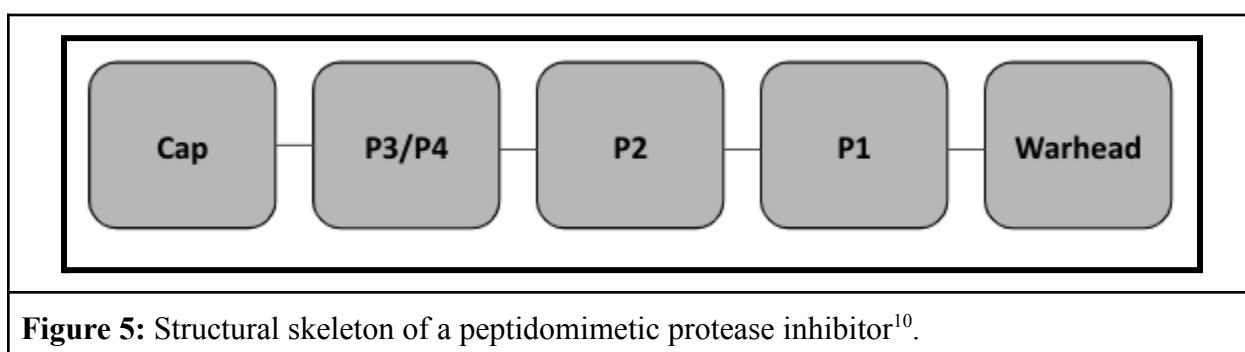 Cap P3/P4 P2 P1 Warhead
Figure 5: Structural skeleton of a peptidomimetic protease inhibitor¹⁰.